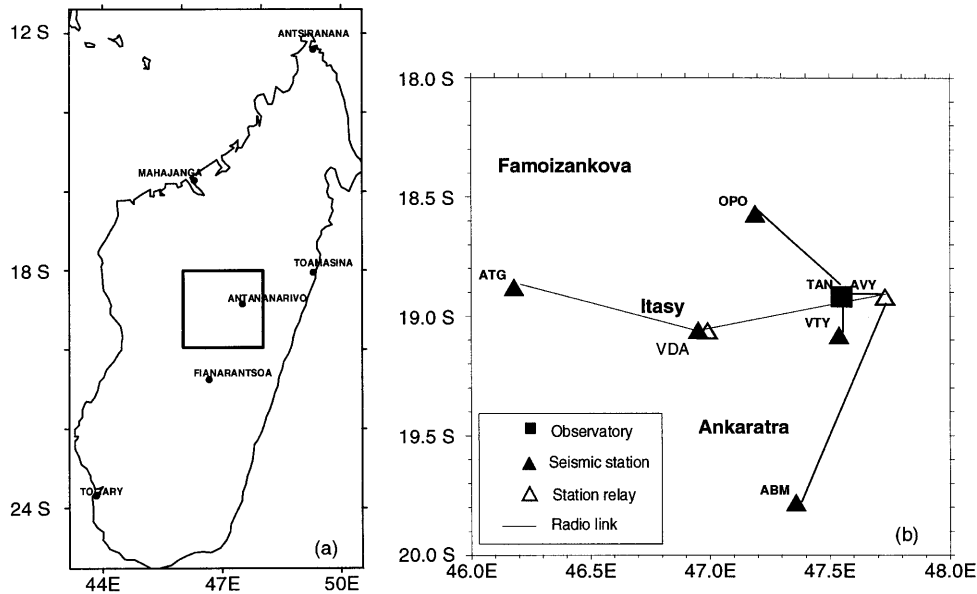 12 S
ANTSIRANANA
MAHAJANGA
18 S
TOAMASINA
ANTANANARIVO
FIANARANTSOA
TOLIARY
24 S
(a)
44E 47E 50E
18.0 S
Famoizankova
18.5 S
OPO
ATG
TAN AVY
Itasy
19.0 S
VTY
VDA
Ankaratra
19.5 S
Observatory
Seismic station
ABM
Station relay
Radio link
(b)
20.0 S
46.0E 46.5E 47.0E 47.5E 48.0E